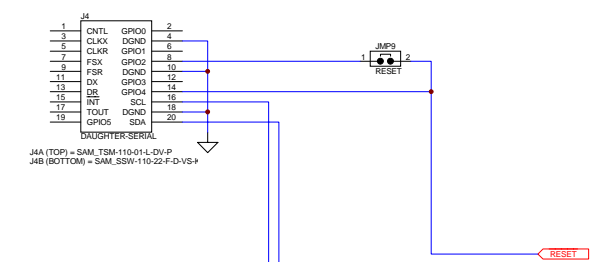 J4
1 CNTL GPIO0 2
3 CLKX DGND 4
5 CLKR GPIO1 6
7 FSX GPIO2 8
9 FSR DGND 10
11 DX GPIO3 12
13 DR GPIO4 14
15 INT SCL 16
17 TOUT DGND 18
19 GPIO5 SDA 20
DAUGHTER-SERIAL
J4A (TOP) = SAM_TSM-110-01-L-DV-P
J4B (BOTTOM) = SAM_SSW-110-22-F-D-VS-K
JMP9
1 2
RESET
RESET